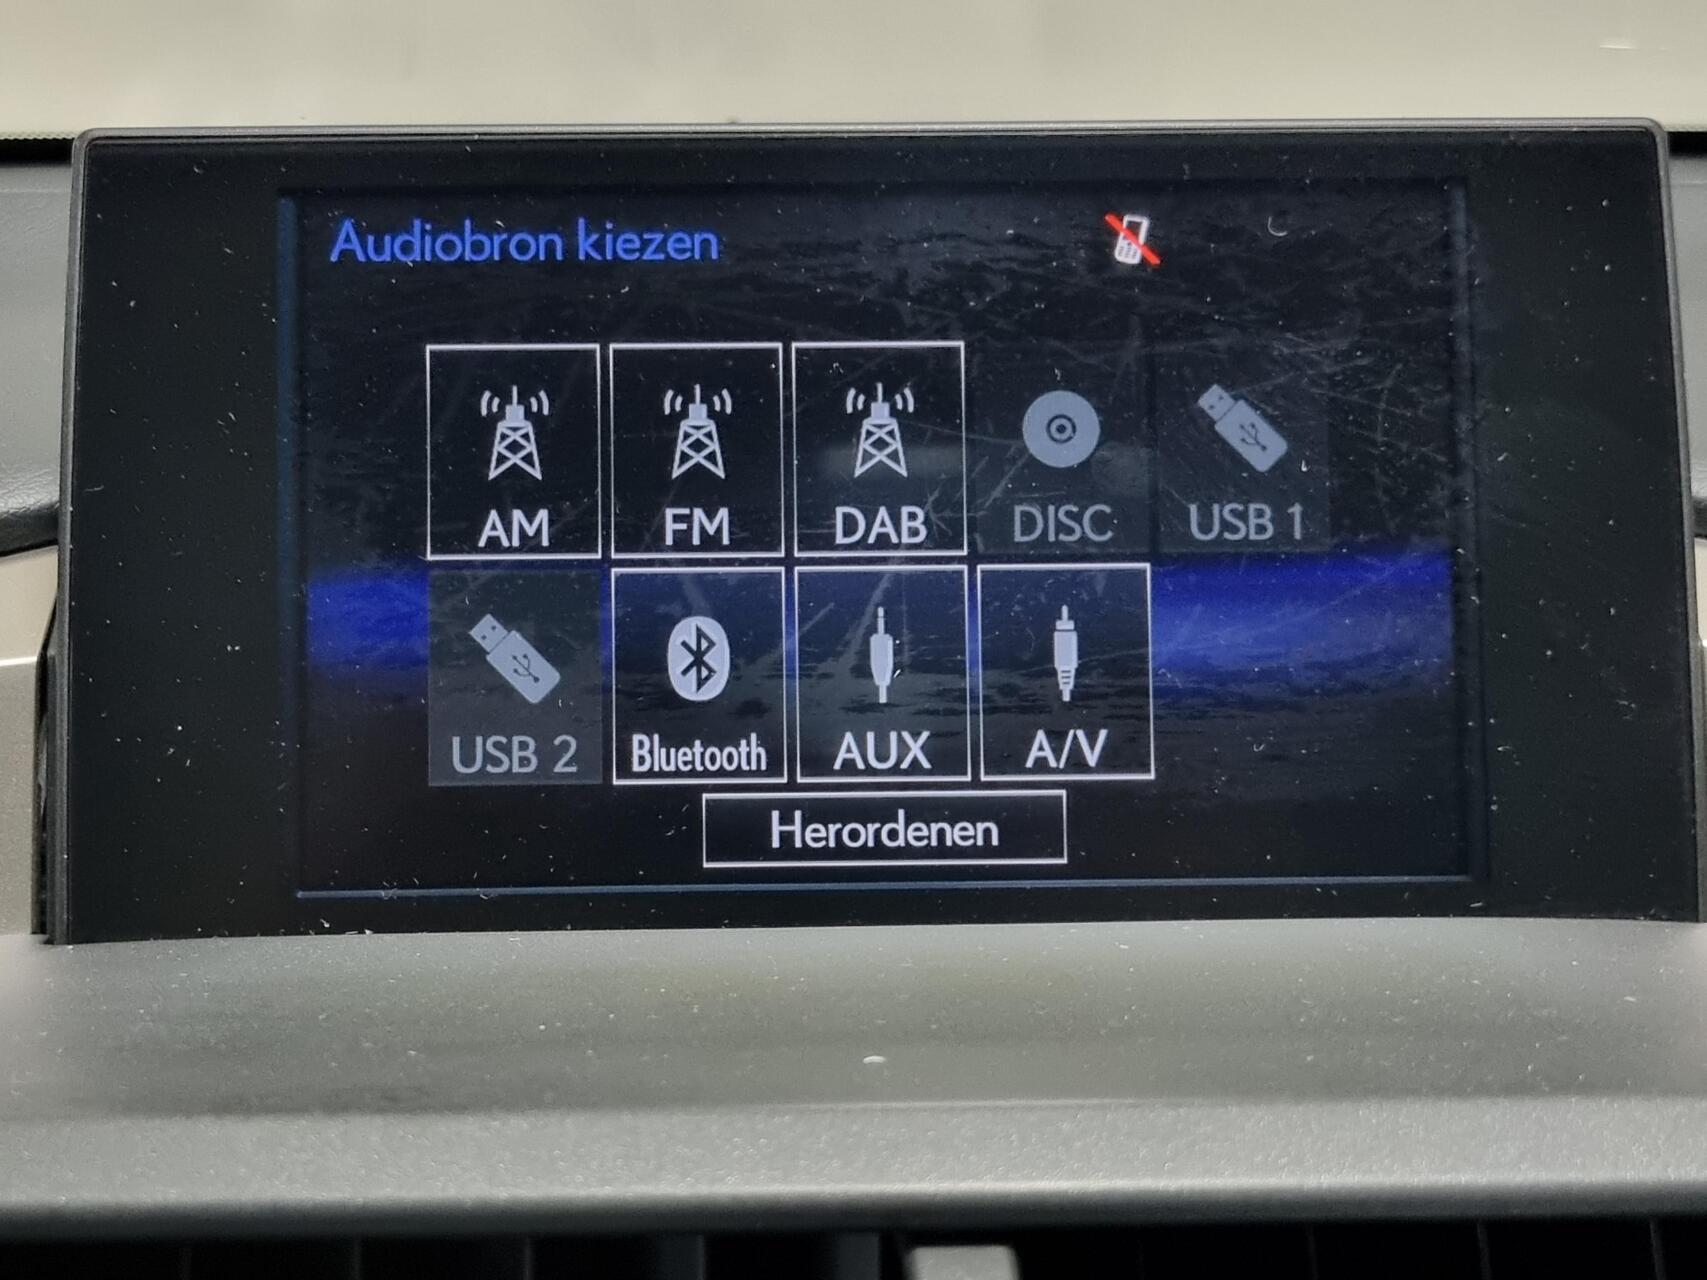 Audiobron kiezen
AM FM DAB DISC USB 1
USB 2 Bluetooth AUX A/V
Herordenen